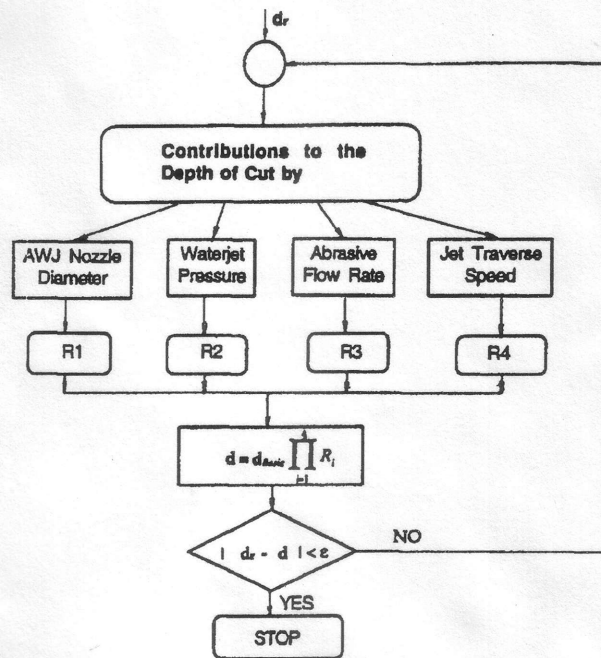 dr
Contributions to the
Depth of Cut by
AWJ Nozzle
Diameter
Waterjet
Pressure
Abrasive
Flow Rate
Jet Traverse
Speed
R1
R2
R3
R4
4
d = dBasic ∏ Ri
i=1
| dr - d | < ε
NO
YES
STOP